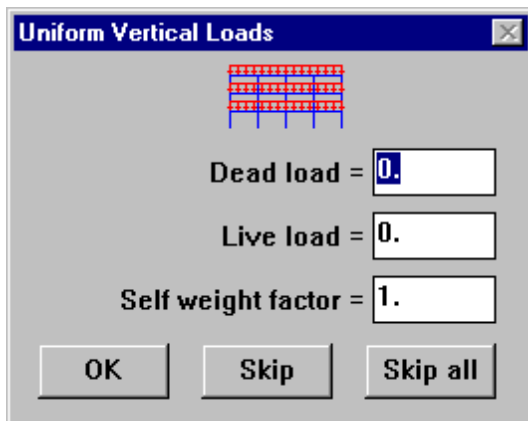 Uniform Vertical Loads
Dead load = 0.
Live load = 0.
Self weight factor = 1.
OK Skip Skip all